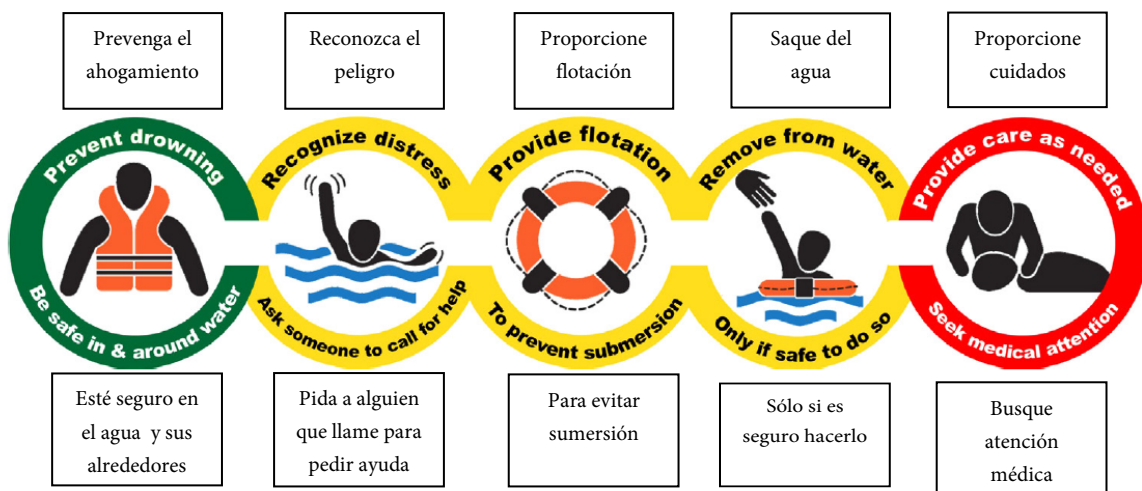 Prevenga el
ahogamiento
Reconozca el
peligro
Proporcione
flotación
Saque del
agua
Proporcione
cuidados
Prevent drowning
Be safe in & around water
Recognize distress
Ask someone to call for help
Provide flotation
To prevent submersion
Remove from water
Only if safe to do so
Provide care as needed
Seek medical attention
Esté seguro en
el agua y sus
alrededores
Pida a alguien
que llame para
pedir ayuda
Para evitar
sumersión
Sólo si es
seguro hacerlo
Busque
atención
médica